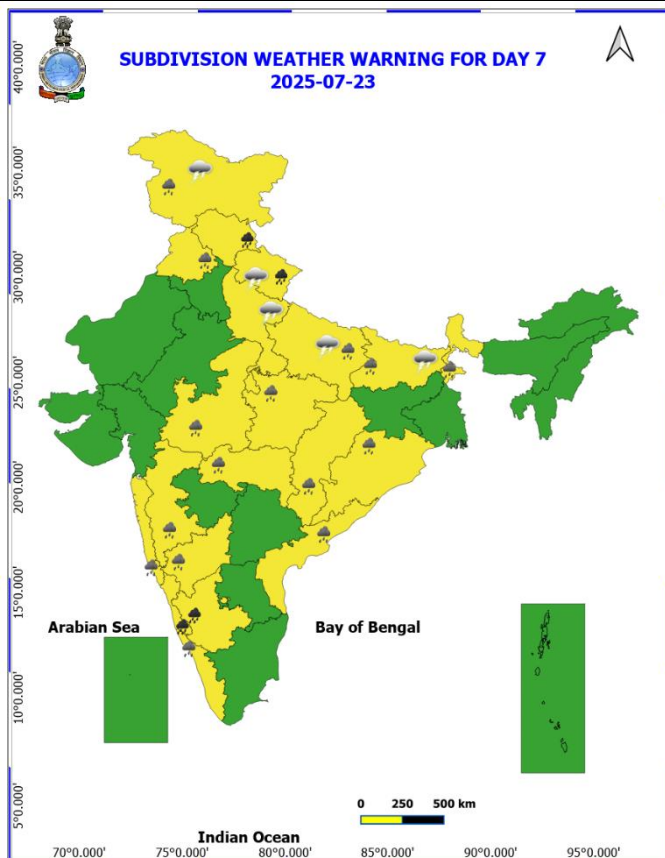 SUBDIVISION WEATHER WARNING FOR DAY 7
2025-07-23
40°0.000'
35°0.000'
30°0.000'
25°0.000'
20°0.000'
15°0.000'
10°0.000'
5°0.000'
Arabian Sea
Bay of Bengal
0 250 500 km
Indian Ocean
70°0.000' 75°0.000' 80°0.000' 85°0.000' 90°0.000' 95°0.000'